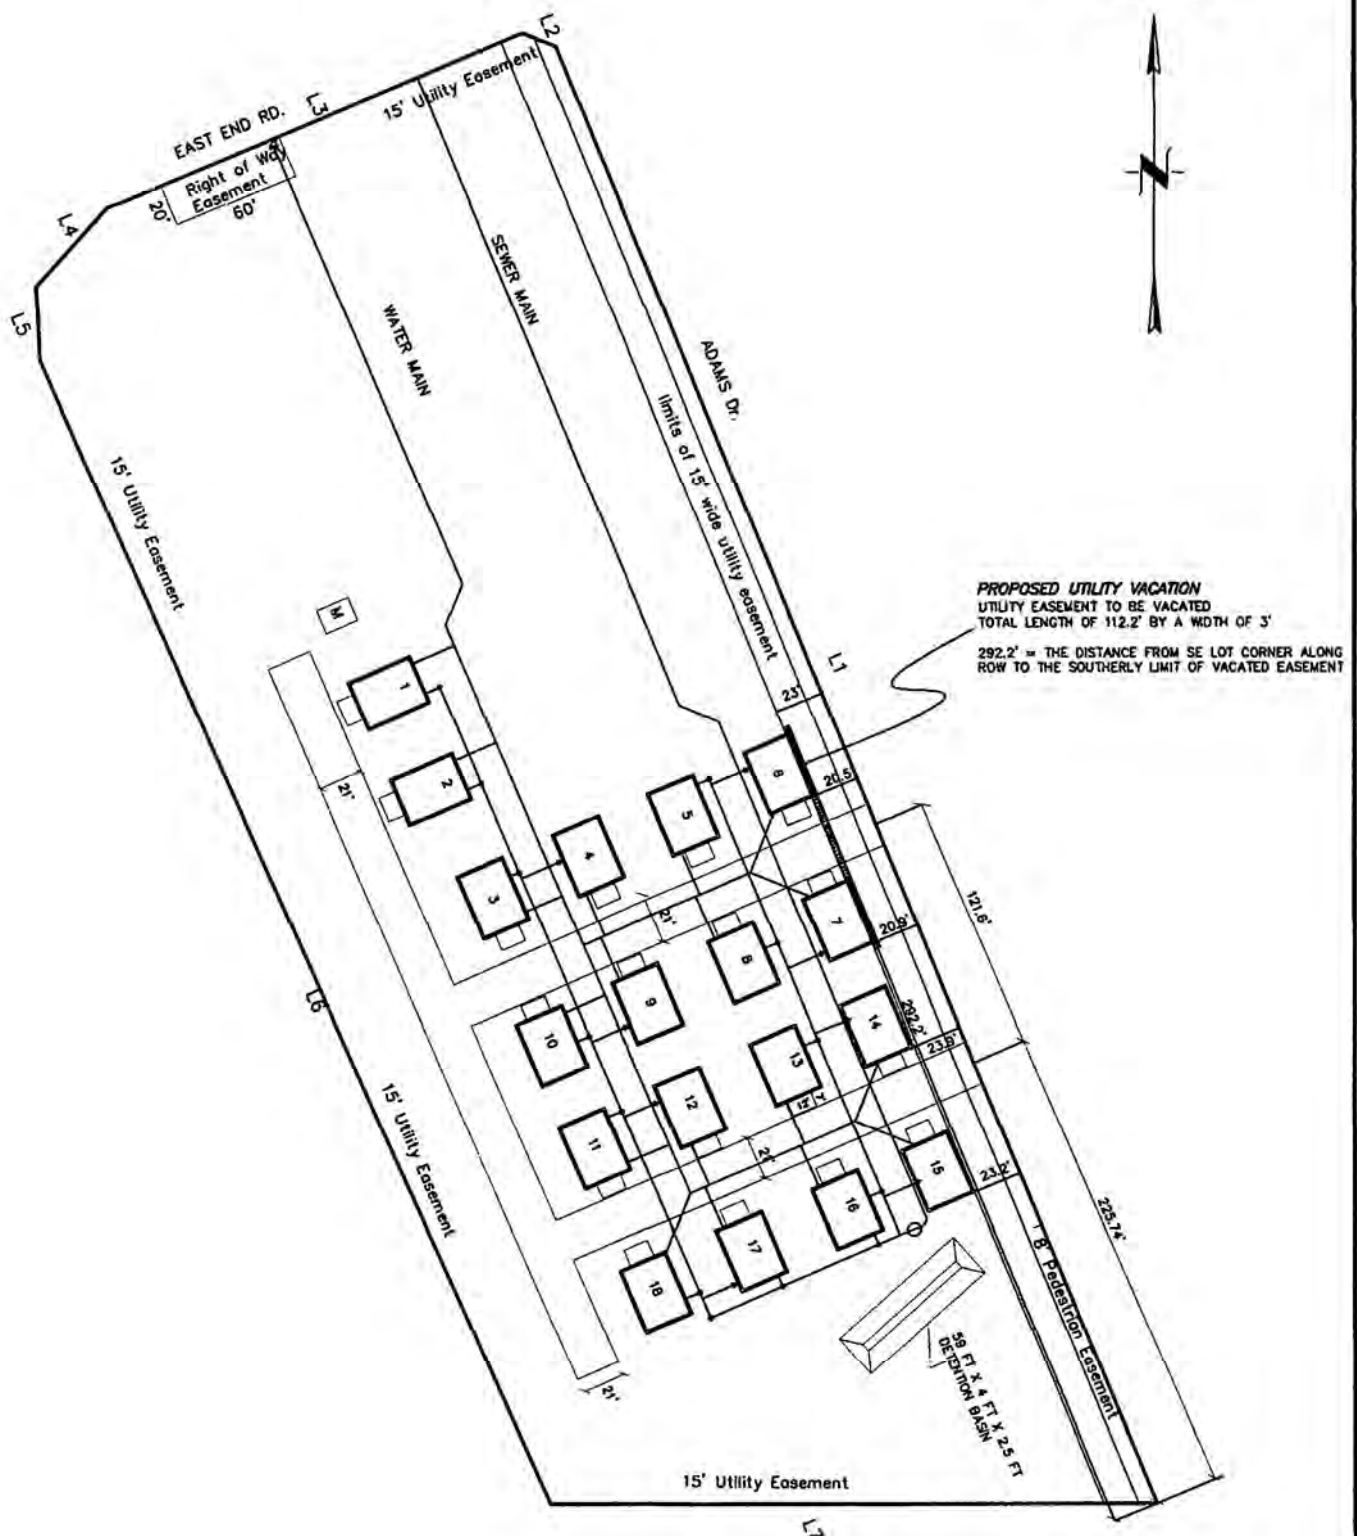 L2
15' Utility Easement
L3
EAST END RD.
Right of Way
Easement
20'
60'
L4
L5
N
SEWER MAIN
WATER MAIN
ADAMS Dr.
limits of 15' wide utility easement
15' Utility Easement
PROPOSED UTILITY VACATION
UTILITY EASEMENT TO BE VACATED
TOTAL LENGTH OF 112.2' BY A WIDTH OF 3'
292.2' = THE DISTANCE FROM SE LOT CORNER ALONG
ROW TO THE SOUTHERLY LIMIT OF VACATED EASEMENT
L1
23'
M
1
2
21'
3
4
5
6
20.5'
121.6'
21'
7
20.9'
8
9
10
292.2'
14
23.9'
13
12
11
21'
15
23.2'
16
17
18
225.74'
8' Pedestrian Easement
59 FT X 4 FT X 2.5 FT
DETENTION BASIN
21'
L6
15' Utility Easement
15' Utility Easement
L7